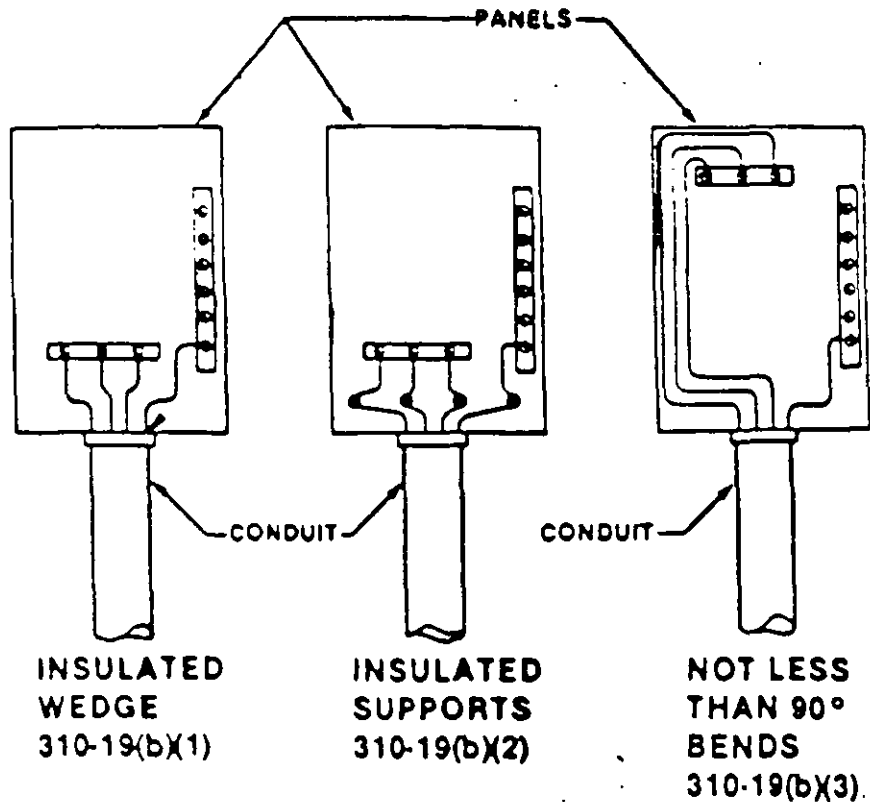 PANELS
CONDUIT
CONDUIT
INSULATED
WEDGE
310-19(b)(1)
INSULATED
SUPPORTS
310-19(b)(2)
NOT LESS
THAN 90°
BENDS
310-19(b)(3)